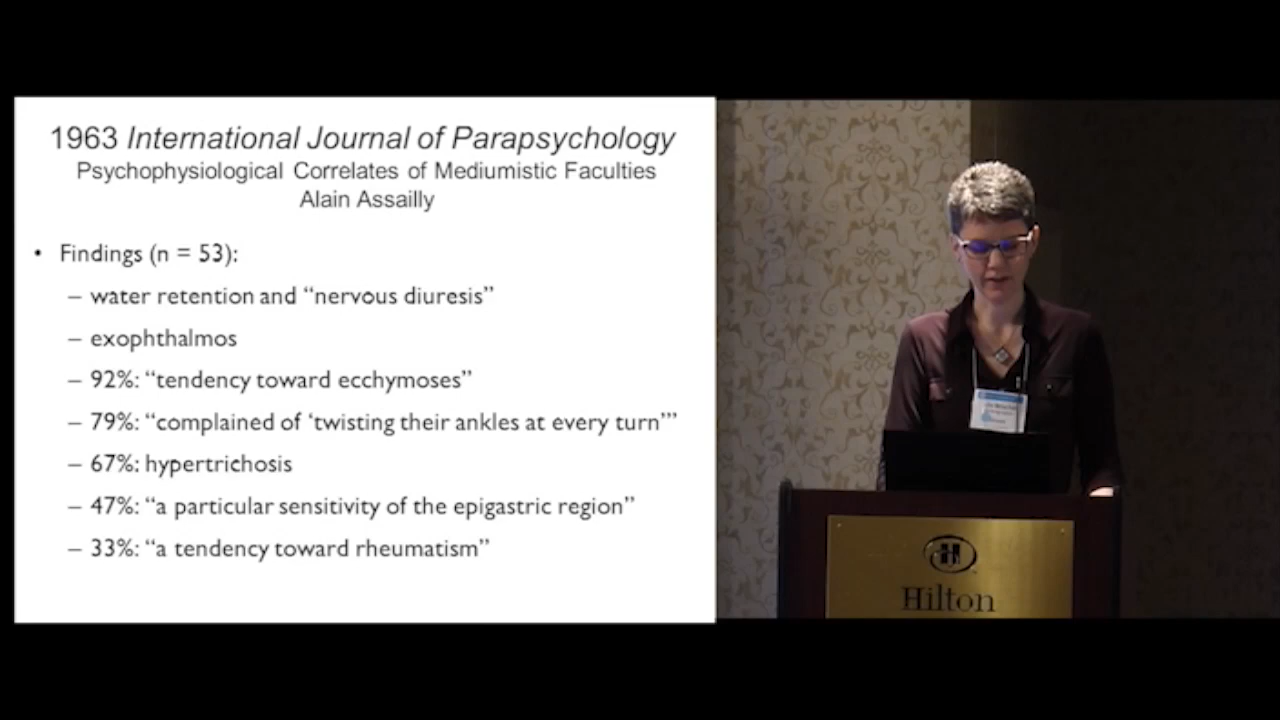 1963 International Journal of Parapsychology
Psychophysiological Correlates of Mediumistic Faculties
Alain Assailly
• Findings (n = 53):
– water retention and “nervous diuresis”
– exophthalmos
– 92%: “tendency toward ecchymoses”
– 79%: “complained of ‘twisting their ankles at every turn’”
– 67%: hypertrichosis
– 47%: “a particular sensitivity of the epigastric region”
– 33%: “a tendency toward rheumatism”
Hilton